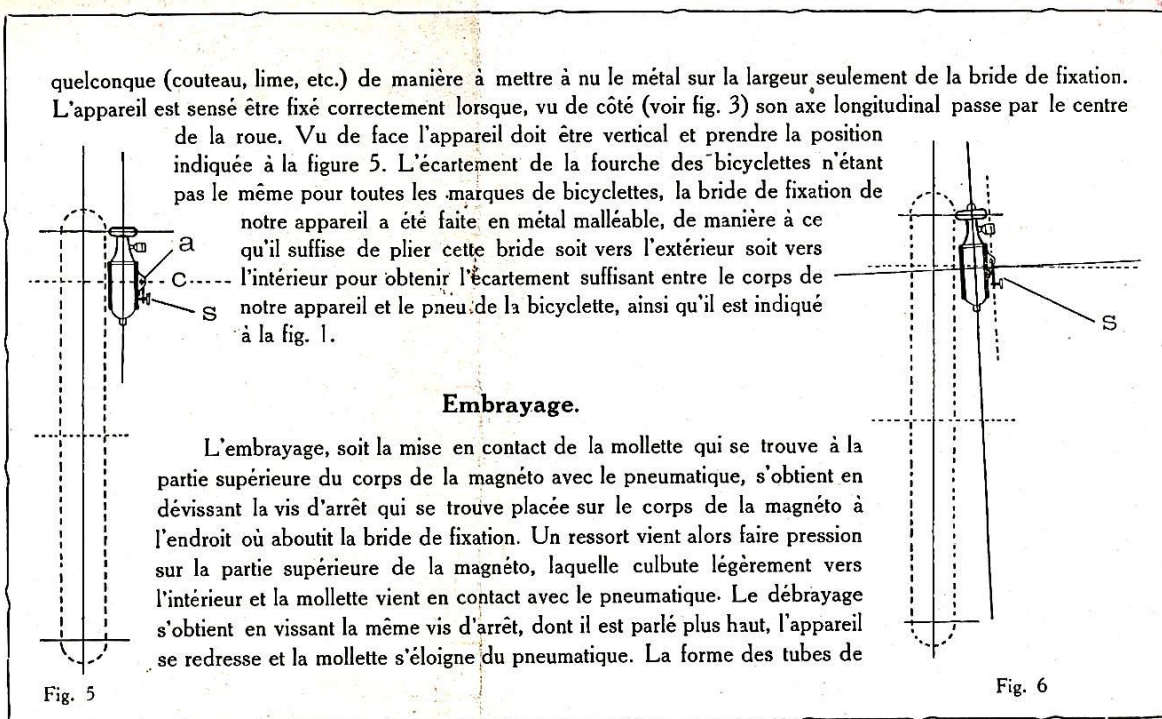 quelconque (couteau, lime, etc.) de manière à mettre à nu le métal sur la largeur seulement de la bride de fixation.
L'appareil est sensé être fixé correctement lorsque, vu de côté (voir fig. 3) son axe longitudinal passe par le centre
de la roue. Vu de face l'appareil doit être vertical et prendre la position
indiquée à la figure 5. L'écartement de la fourche des bicyclettes n'étant
pas le même pour toutes les marques de bicyclettes, la bride de fixation de
notre appareil a été faite en métal malléable, de manière à ce
qu'il suffise de plier cette bride soit vers l'extérieur soit vers
l'intérieur pour obtenir l'écartement suffisant entre le corps de
notre appareil et le pneu de la bicyclette, ainsi qu'il est indiqué
à la fig. 1.
a
C
S
S
Embrayage.
L'embrayage, soit la mise en contact de la mollette qui se trouve à la
partie supérieure du corps de la magnéto avec le pneumatique, s'obtient en
dévissant la vis d'arrêt qui se trouve placée sur le corps de la magnéto à
l'endroit où aboutit la bride de fixation. Un ressort vient alors faire pression
sur la partie supérieure de la magnéto, laquelle culbute légèrement vers
l'intérieur et la mollette vient en contact avec le pneumatique. Le débrayage
s'obtient en vissant la même vis d'arrêt, dont il est parlé plus haut, l'appareil
se redresse et la mollette s'éloigne du pneumatique. La forme des tubes de
Fig. 5
Fig. 6